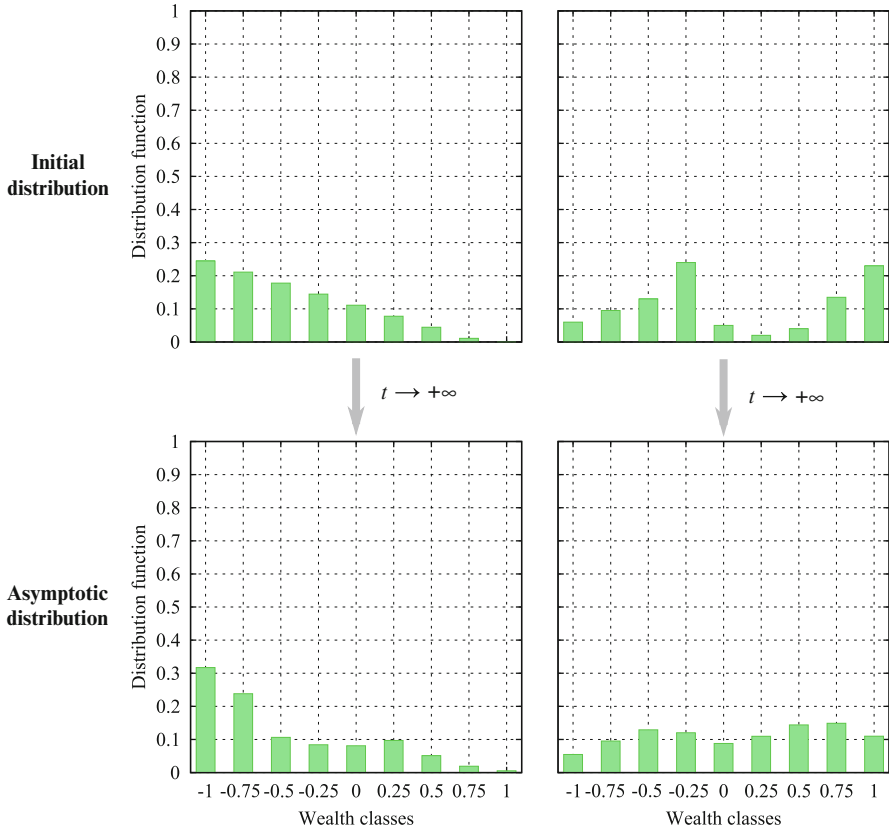 1
0.9
0.8
0.7
0.6
0.5
0.4
0.3
0.2
0.1
0
Distribution function
Initial
distribution
t → +∞
t → +∞
1
0.9
0.8
0.7
0.6
0.5
0.4
0.3
0.2
0.1
0
Distribution function
Asymptotic
distribution
-1 -0.75 -0.5 -0.25 0 0.25 0.5 0.75 1
Wealth classes
-1 -0.75 -0.5 -0.25 0 0.25 0.5 0.75 1
Wealth classes